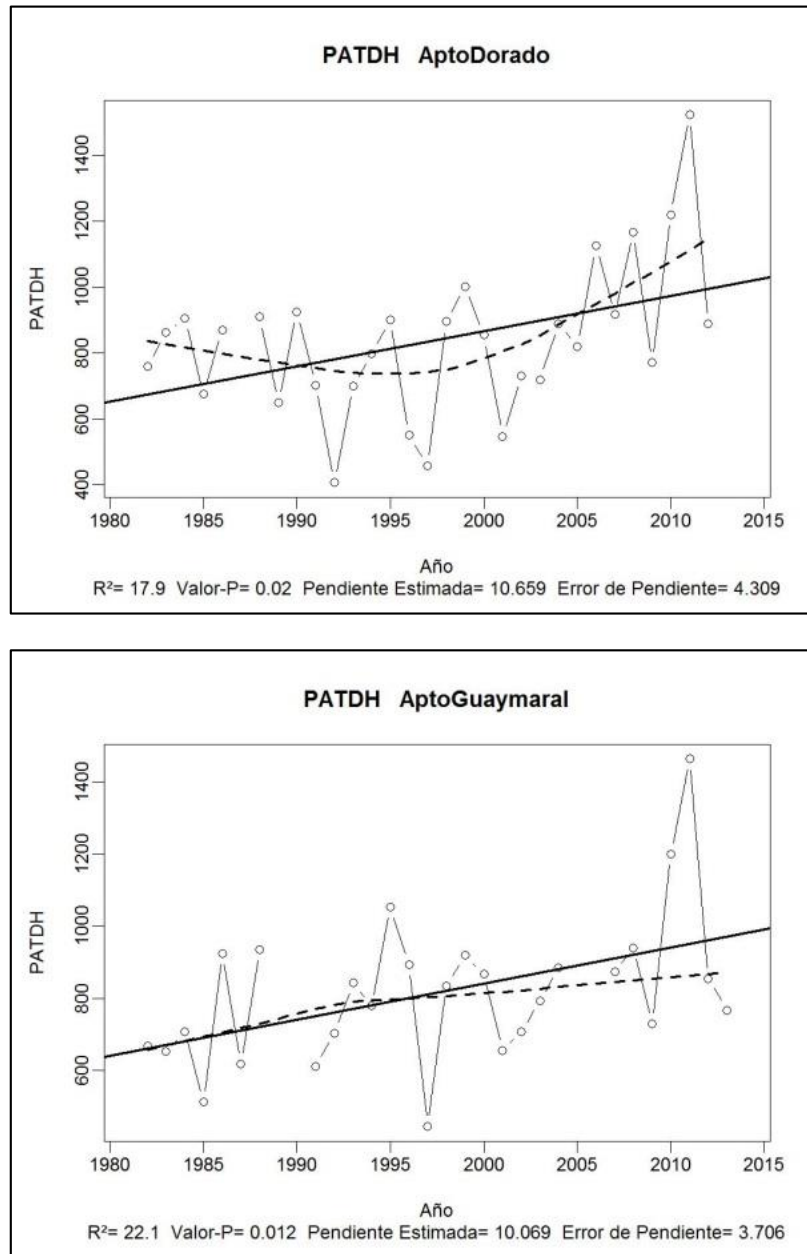 PATDH AptoDorado
PATDH
1400
1200
1000
800
600
400
1980 1985 1990 1995 2000 2005 2010 2015
Año
R²= 17.9 Valor-P= 0.02 Pendiente Estimada= 10.659 Error de Pendiente= 4.309
PATDH AptoGuaymaral
PATDH
1400
1200
1000
800
600
1980 1985 1990 1995 2000 2005 2010 2015
Año
R²= 22.1 Valor-P= 0.012 Pendiente Estimada= 10.069 Error de Pendiente= 3.706